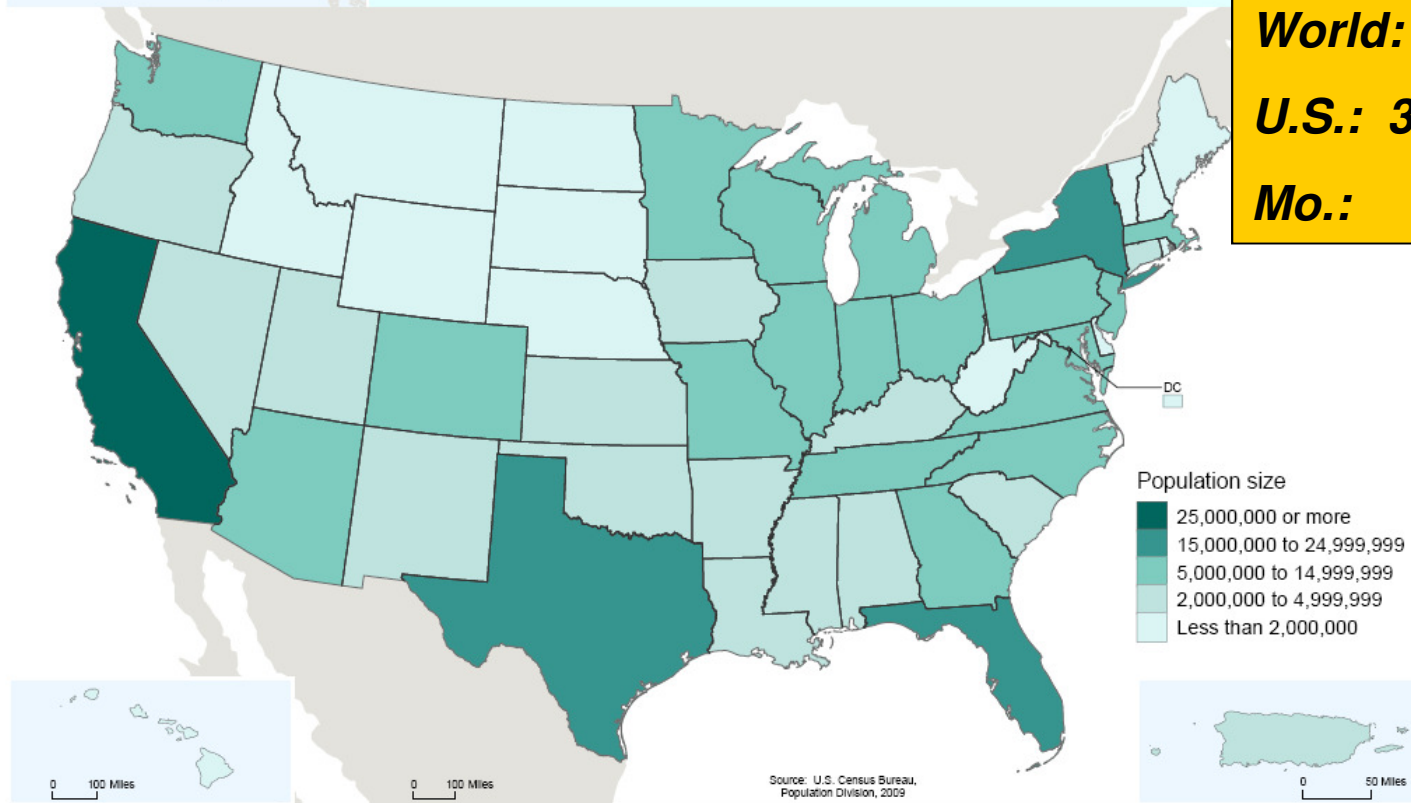 World:
U.S.: 3
Mo.:
DC
Population size
25,000,000 or more
15,000,000 to 24,999,999
5,000,000 to 14,999,999
2,000,000 to 4,999,999
Less than 2,000,000
0 100 Miles
0 100 Miles
Source: U.S. Census Bureau,
Population Division, 2009
0 50 Miles